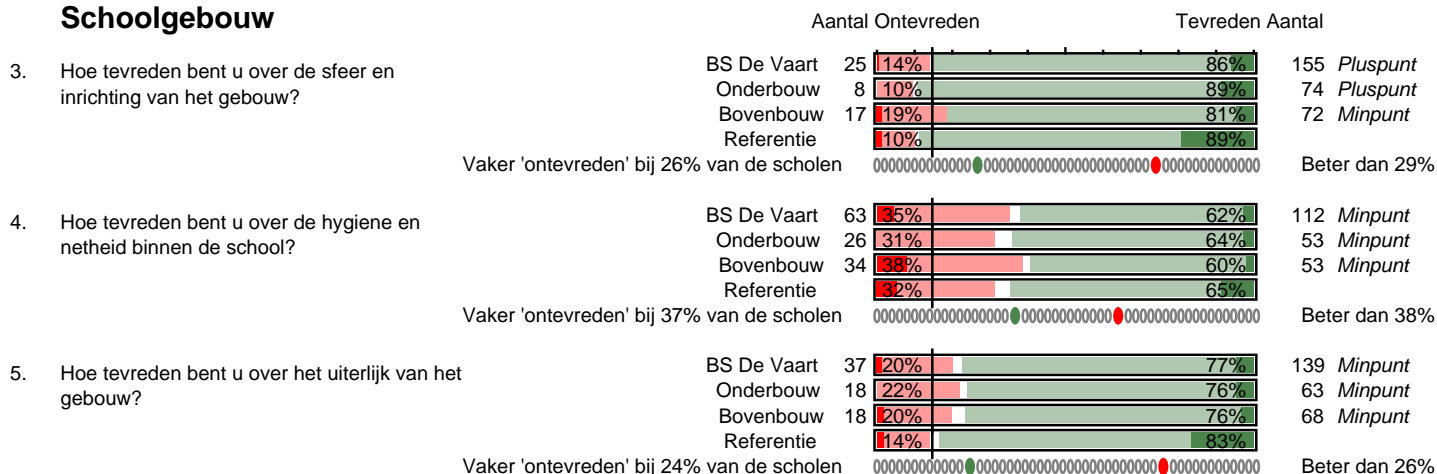 Schoolgebouw
Aantal Ontevreden Tevreden Aantal
3. Hoe tevreden bent u over de sfeer en inrichting van het gebouw?
BS De Vaart 25 14% 86% 155 Pluspunt
Onderbouw 8 10% 89% 74 Pluspunt
Bovenbouw 17 19% 81% 72 Minpunt
Referentie 10% 89%
Vaker 'ontevreden' bij 26% van de scholen Beter dan 29%
4. Hoe tevreden bent u over de hygiene en netheid binnen de school?
BS De Vaart 63 35% 62% 112 Minpunt
Onderbouw 26 31% 64% 53 Minpunt
Bovenbouw 34 38% 60% 53 Minpunt
Referentie 32% 65%
Vaker 'ontevreden' bij 37% van de scholen Beter dan 38%
5. Hoe tevreden bent u over het uiterlijk van het gebouw?
BS De Vaart 37 20% 77% 139 Minpunt
Onderbouw 18 22% 76% 63 Minpunt
Bovenbouw 18 20% 76% 68 Minpunt
Referentie 14% 83%
Vaker 'ontevreden' bij 24% van de scholen Beter dan 26%